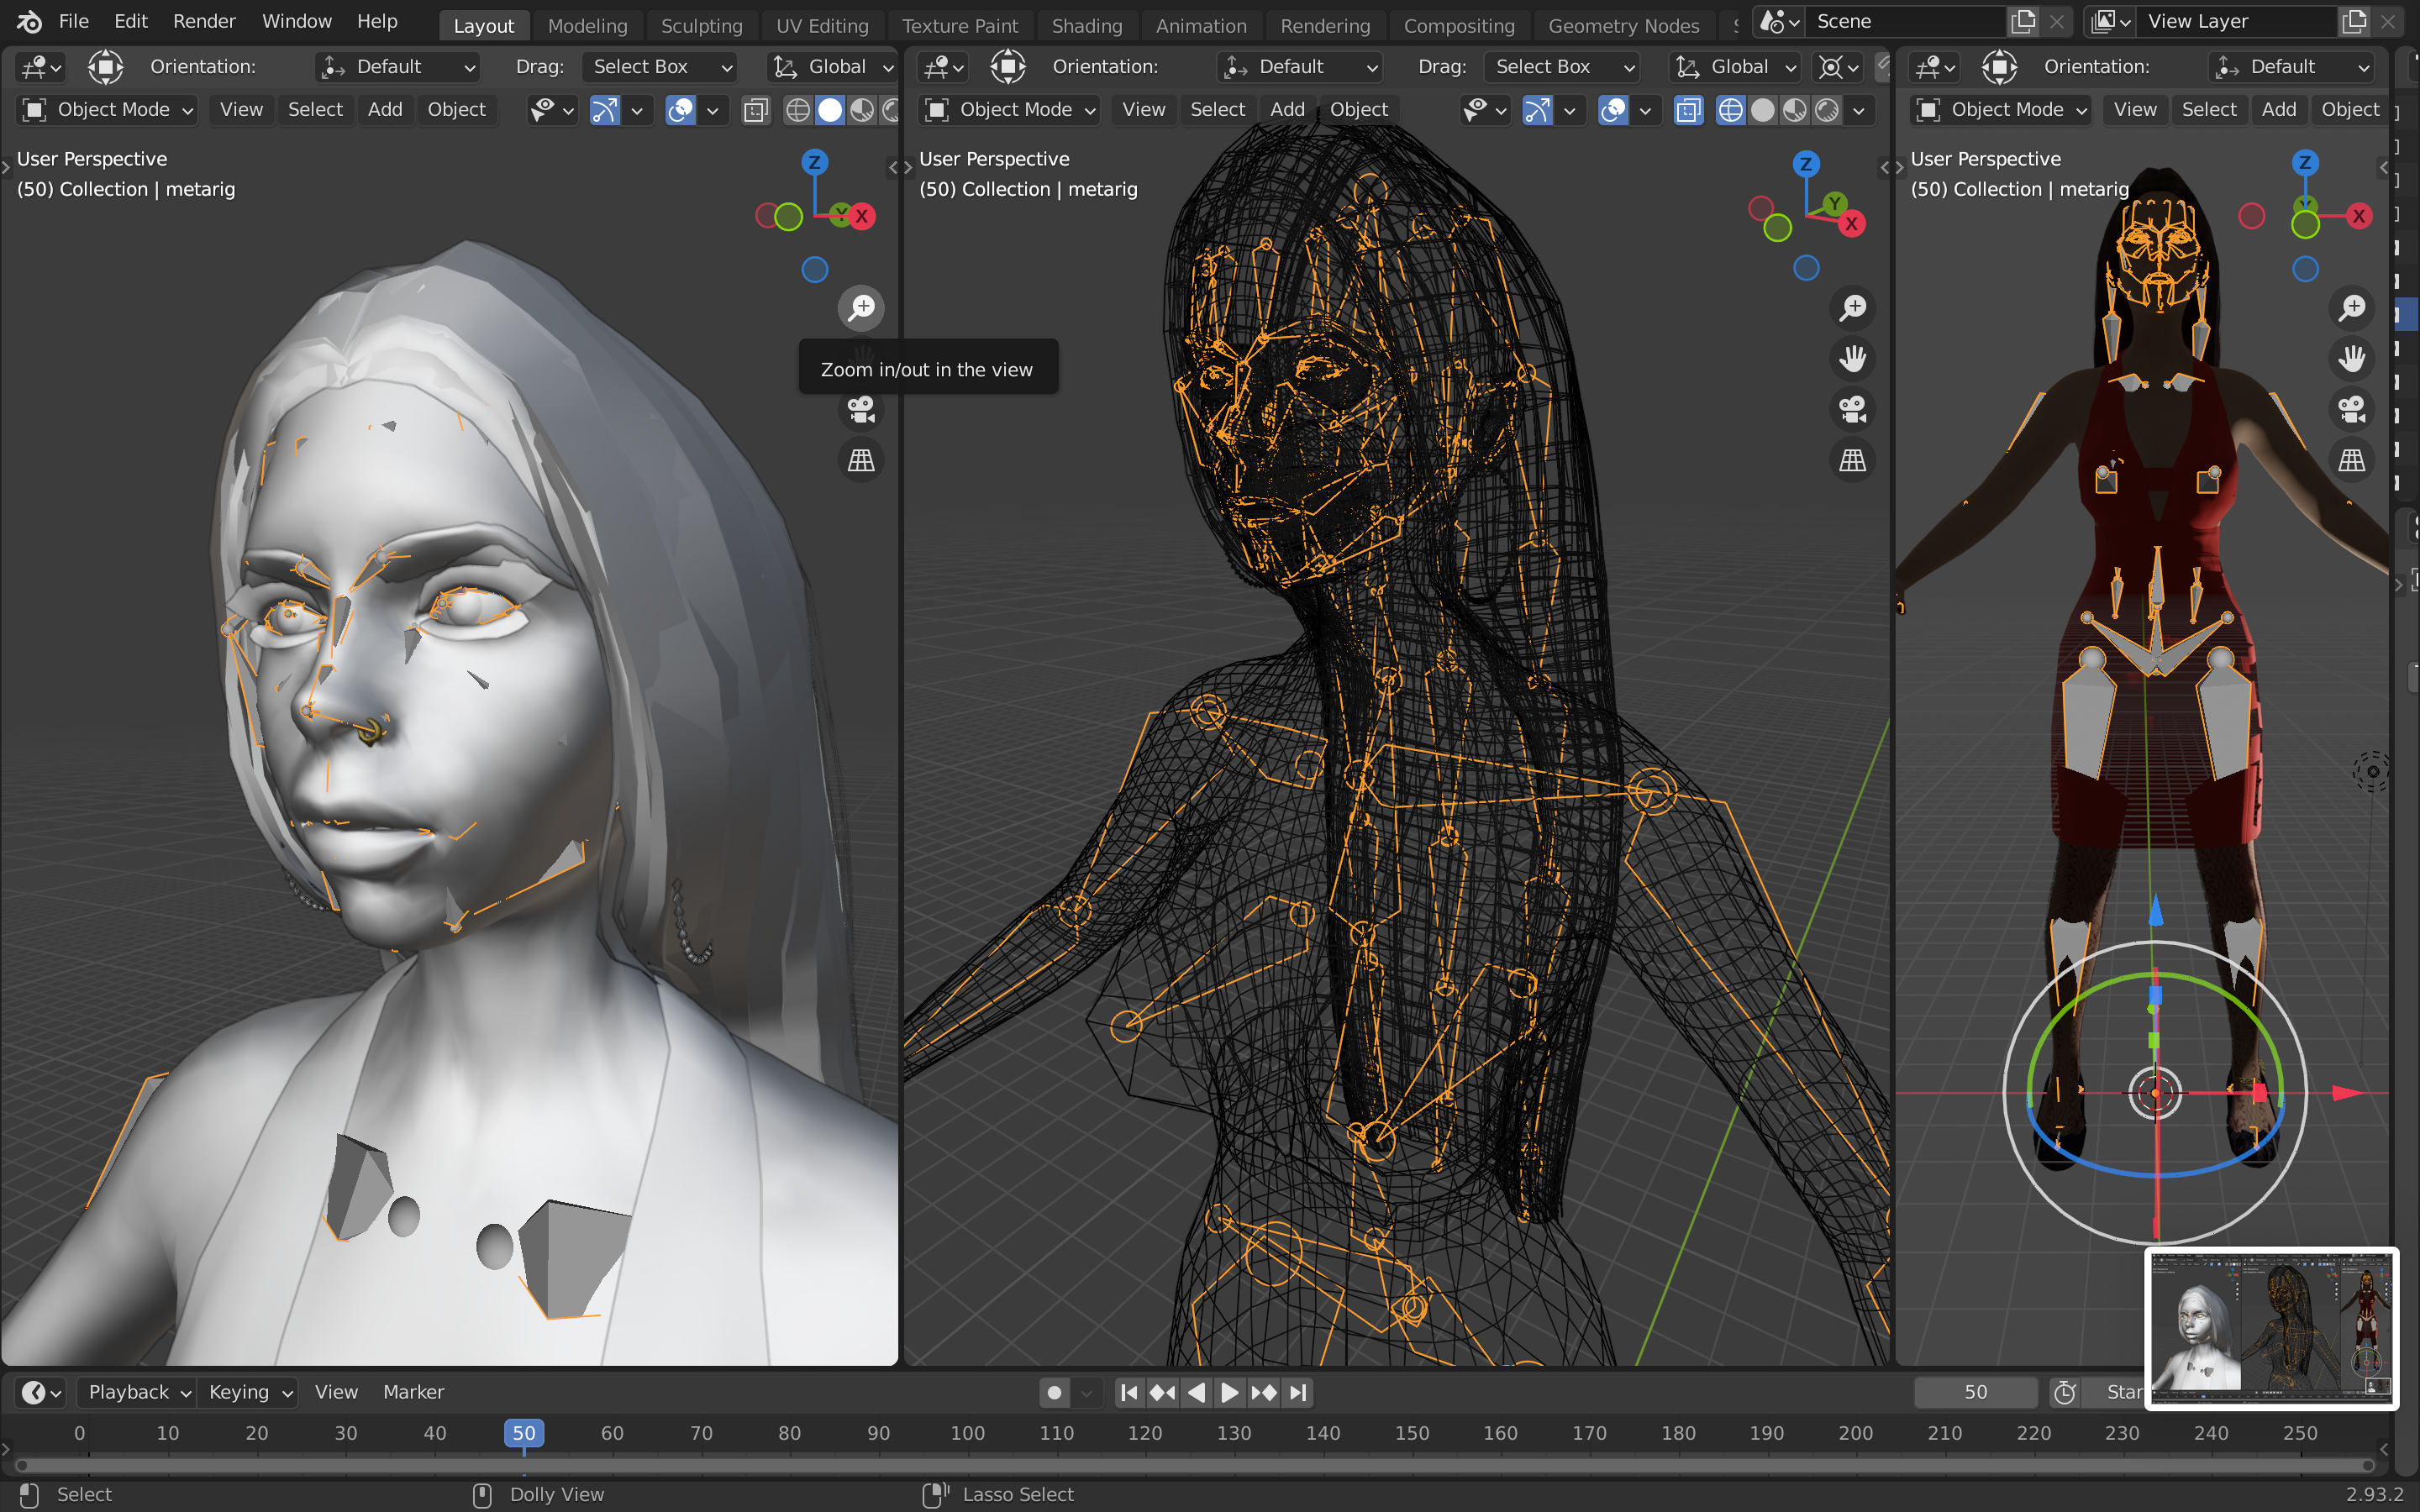 File Edit Render Window Help Layout Modeling Sculpting UV Editing Texture Paint Shading Animation Rendering Compositing Geometry Nodes Scene View Layer
Orientation: Default Drag: Select Box Global
Object Mode View Select Add Object
User Perspective
(50) Collection | metarig
Z
Y X
Zoom in/out in the view
Orientation: Default Drag: Select Box Global
Object Mode View Select Add Object
User Perspective
(50) Collection | metarig
Z
Y
X
Orientation: Default
Object Mode View Select Add Object
User Perspective
(50) Collection | metarig
Z
X
Playback Keying View Marker 50 Star
0 10 20 30 40 50 60 70 80 90 100 110 120 130 140 150 160 170 180 190 200 210 220 230 240 250
Select Dolly View Lasso Select 2.93.2